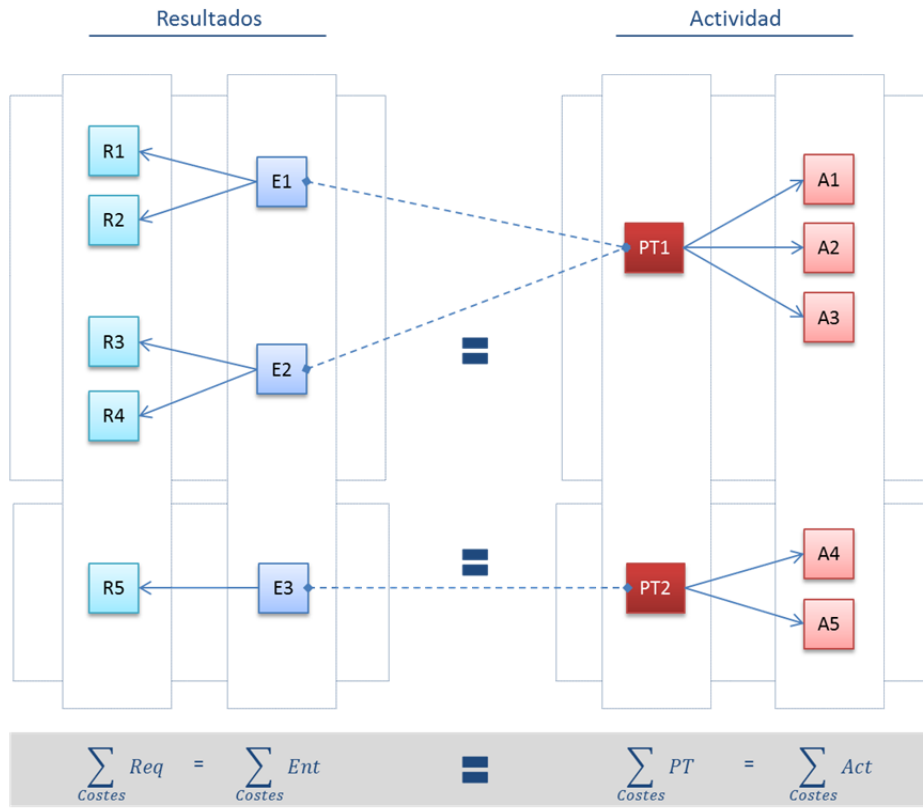 Resultados
Actividad
R1
E1
A1
R2
PT1
A2
R3
A3
E2
R4
R5
E3
PT2
A4
A5
∑ Req = ∑ Ent = ∑ PT = ∑ Act
Costes Costes Costes Costes